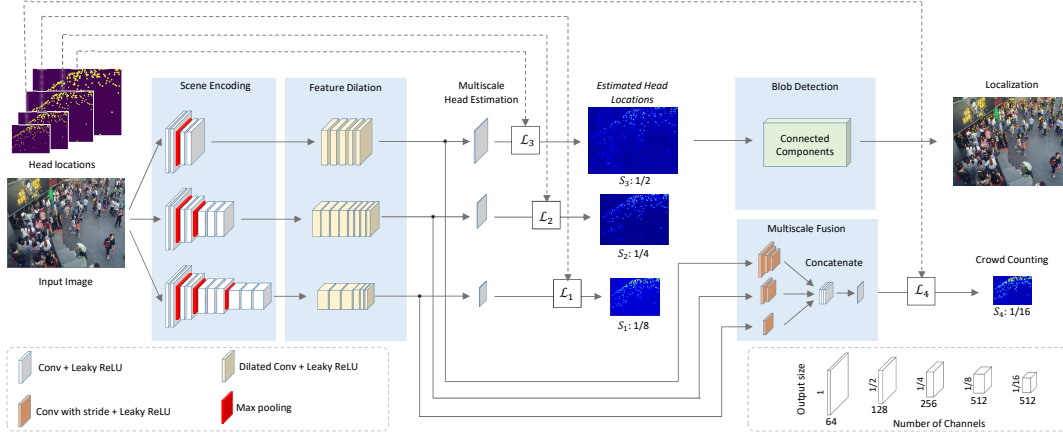 Scene Encoding
Feature Dilation
Multiscale
Head Estimation
Estimated Head
Locations
Blob Detection
Localization
Head locations
ℒ₃
Connected
Components
S₃: 1/2
ℒ₂
S₂: 1/4
Input Image
Multiscale Fusion
Concatenate
Crowd Counting
ℒ₁
S₁: 1/8
ℒ₄
S₄: 1/16
Conv + Leaky ReLU
Dilated Conv + Leaky ReLU
Conv with stride + Leaky ReLU
Max pooling
Output size
1
1/2
1/4
1/8
1/16
64
128
256
512
512
Number of Channels